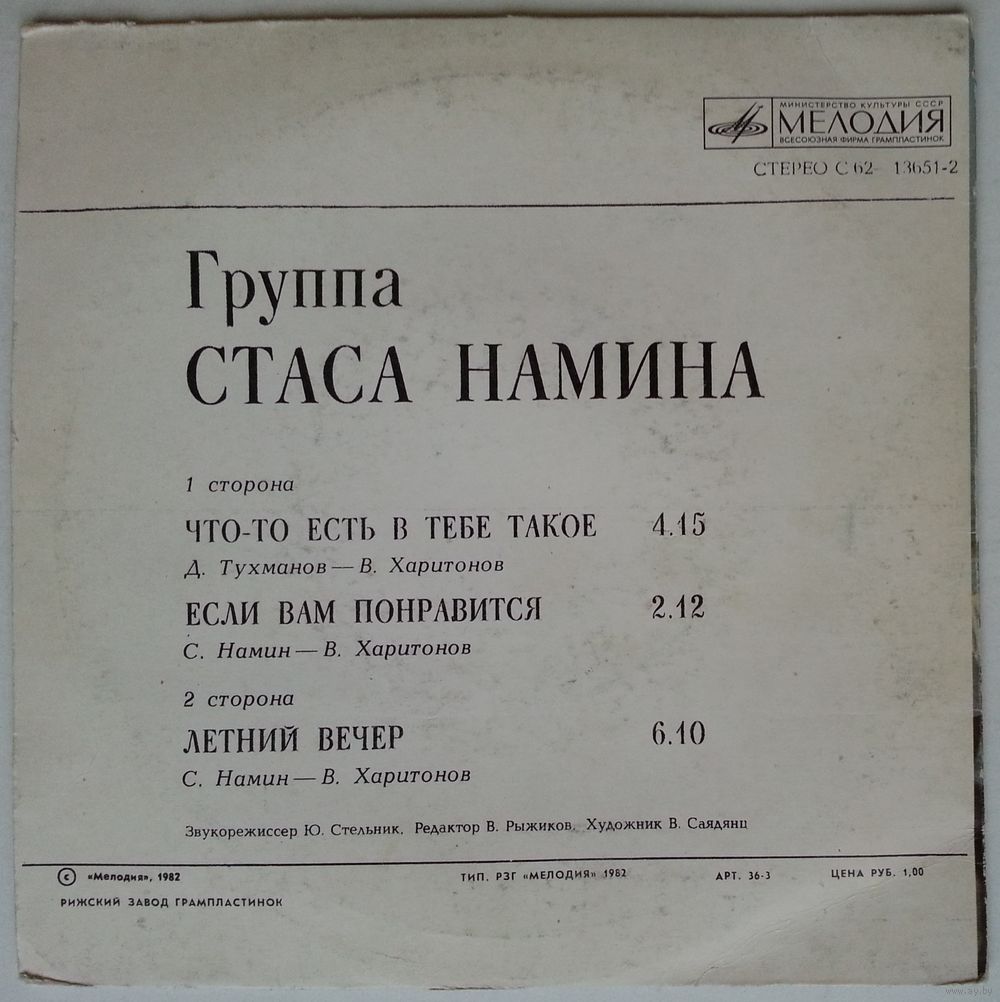 МИНИСТЕРСТВО КУЛЬТУРЫ СССР
МЕЛОДИЯ
ВСЕСОЮЗНАЯ ФИРМА ГРАМПЛАСТИНОК
СТЕРЕО С 62- 13651-2
Группа
СТАСА НАМИНА
1 сторона
ЧТО-ТО ЕСТЬ В ТЕБЕ ТАКОЕ 4.15
Д. Тухманов — В. Харитонов
ЕСЛИ ВАМ ПОНРАВИТСЯ 2.12
С. Намин — В. Харитонов
2 сторона
ЛЕТНИЙ ВЕЧЕР 6.10
С. Намин — В. Харитонов
Звукорежиссер Ю. Стельник. Редактор В. Рыжиков. Художник В. Саядянц
© «Мелодия», 1982 ТИП. РЗГ «МЕЛОДИЯ» 1982 АРТ. 36-3 ЦЕНА РУБ. 1,00
РИЖСКИЙ ЗАВОД ГРАМПЛАСТИНОК
www.ay.by